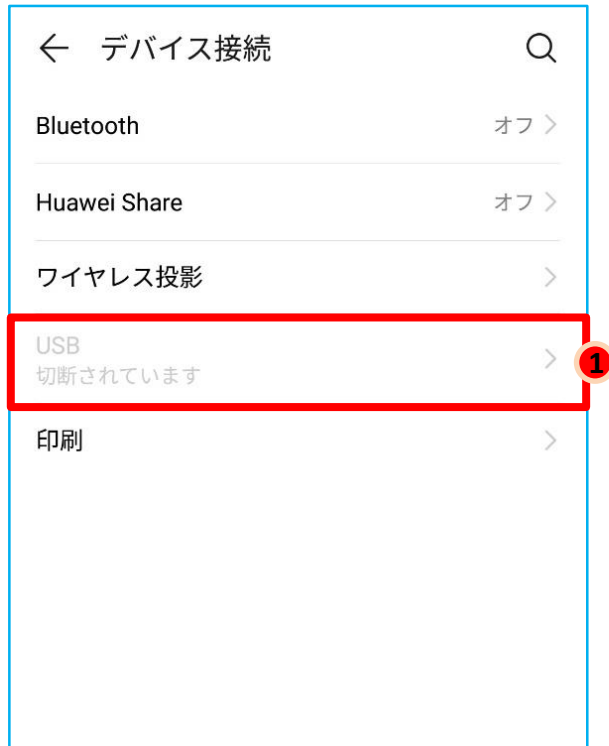 デバイス接続
Bluetooth オフ
Huawei Share オフ
ワイヤレス投影
USB
切断されています
1
印刷